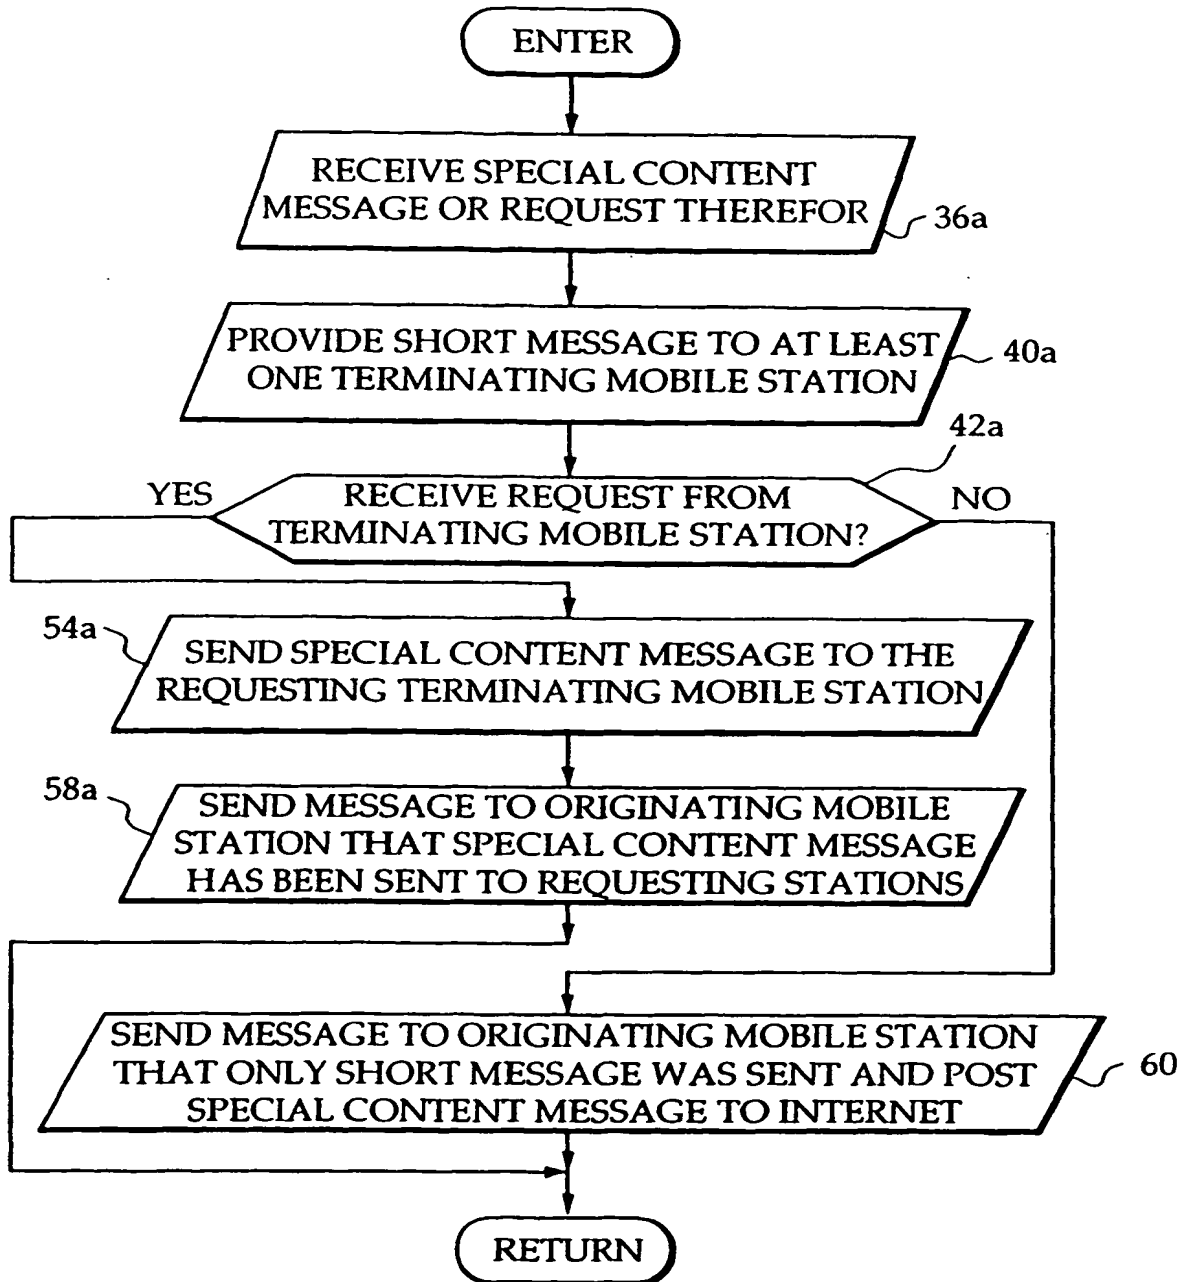 ENTER
RECEIVE SPECIAL CONTENT
MESSAGE OR REQUEST THEREFOR
36a
PROVIDE SHORT MESSAGE TO AT LEAST
ONE TERMINATING MOBILE STATION
40a
42a
YES
RECEIVE REQUEST FROM
TERMINATING MOBILE STATION?
NO
54a
SEND SPECIAL CONTENT MESSAGE TO THE
REQUESTING TERMINATING MOBILE STATION
58a
SEND MESSAGE TO ORIGINATING MOBILE
STATION THAT SPECIAL CONTENT MESSAGE
HAS BEEN SENT TO REQUESTING STATIONS
SEND MESSAGE TO ORIGINATING MOBILE STATION
THAT ONLY SHORT MESSAGE WAS SENT AND POST
SPECIAL CONTENT MESSAGE TO INTERNET
60
RETURN